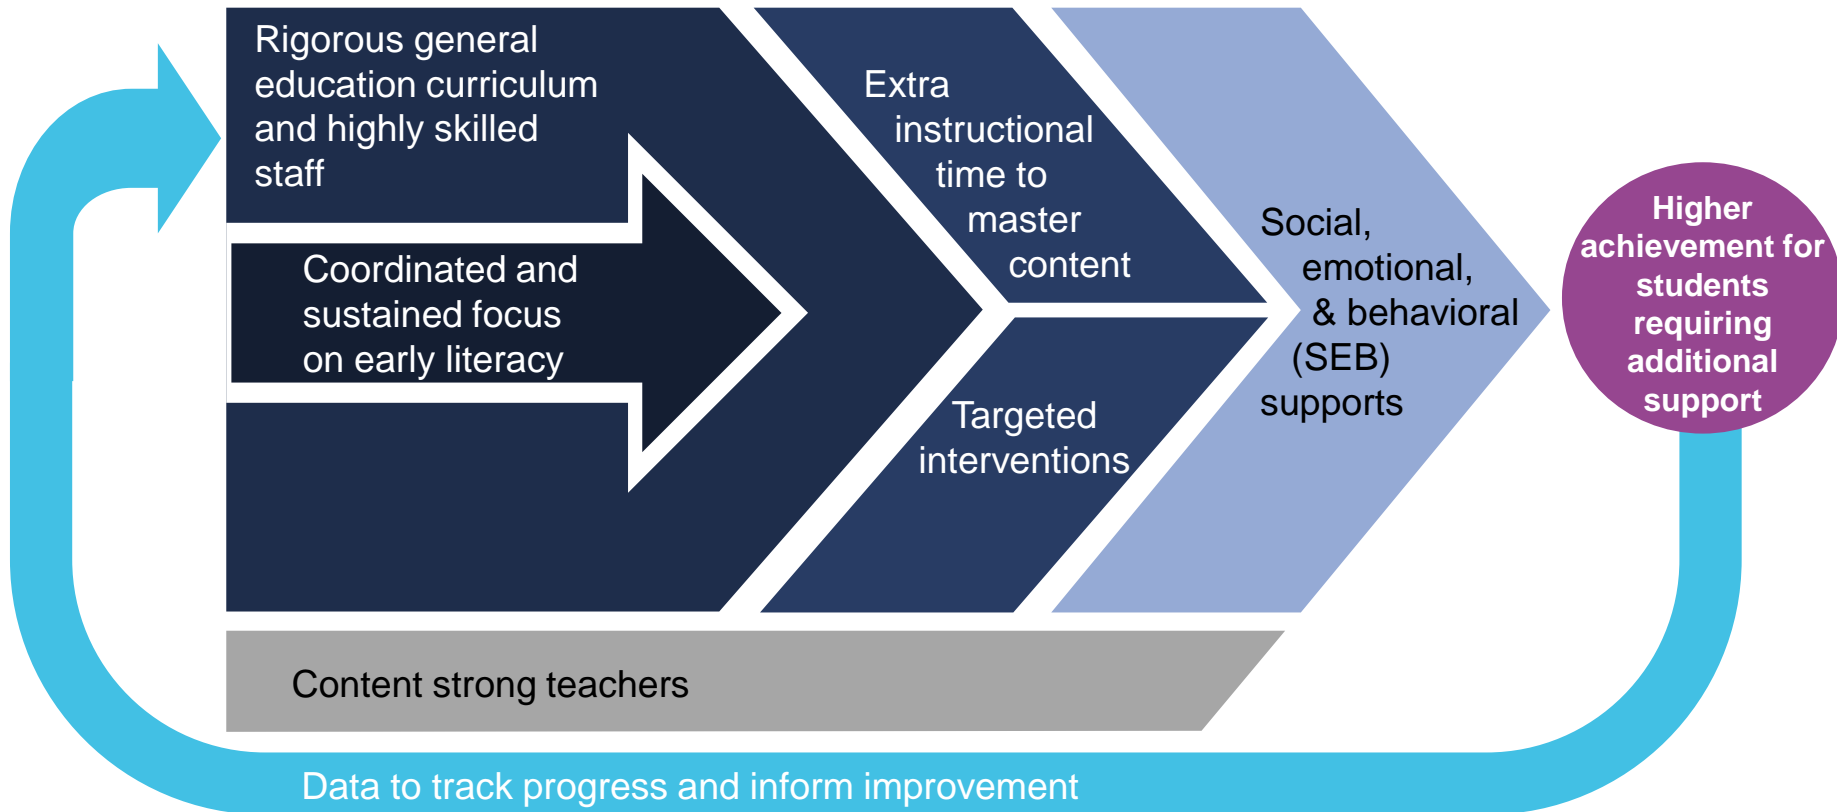 Rigorous general
education curriculum
and highly skilled
staff
Coordinated and
sustained focus
on early literacy
Extra
instructional
time to
master
content
Targeted
interventions
Social,
emotional,
& behavioral
(SEB)
supports
Higher
achievement for
students
requiring
additional
support
Content strong teachers
Data to track progress and inform improvement